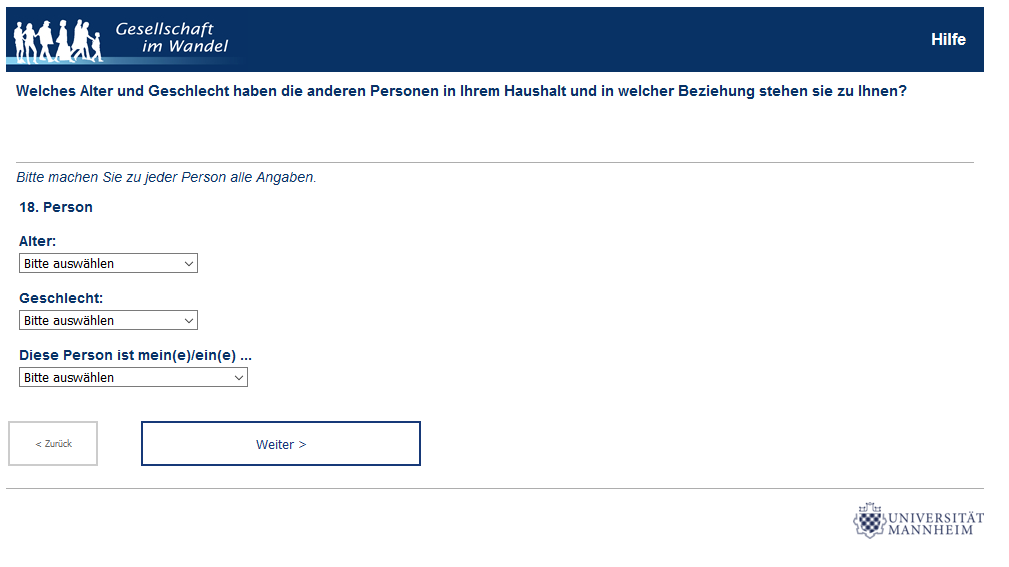 Gesellschaft
im Wandel
Hilfe
Welches Alter und Geschlecht haben die anderen Personen in Ihrem Haushalt und in welcher Beziehung stehen sie zu Ihnen?
Bitte machen Sie zu jeder Person alle Angaben.
18. Person
Alter:
Bitte auswählen
Geschlecht:
Bitte auswählen
Diese Person ist mein(e)/ein(e) ...
Bitte auswählen
< Zurück
Weiter >
UNIVERSITÄT
MANNHEIM